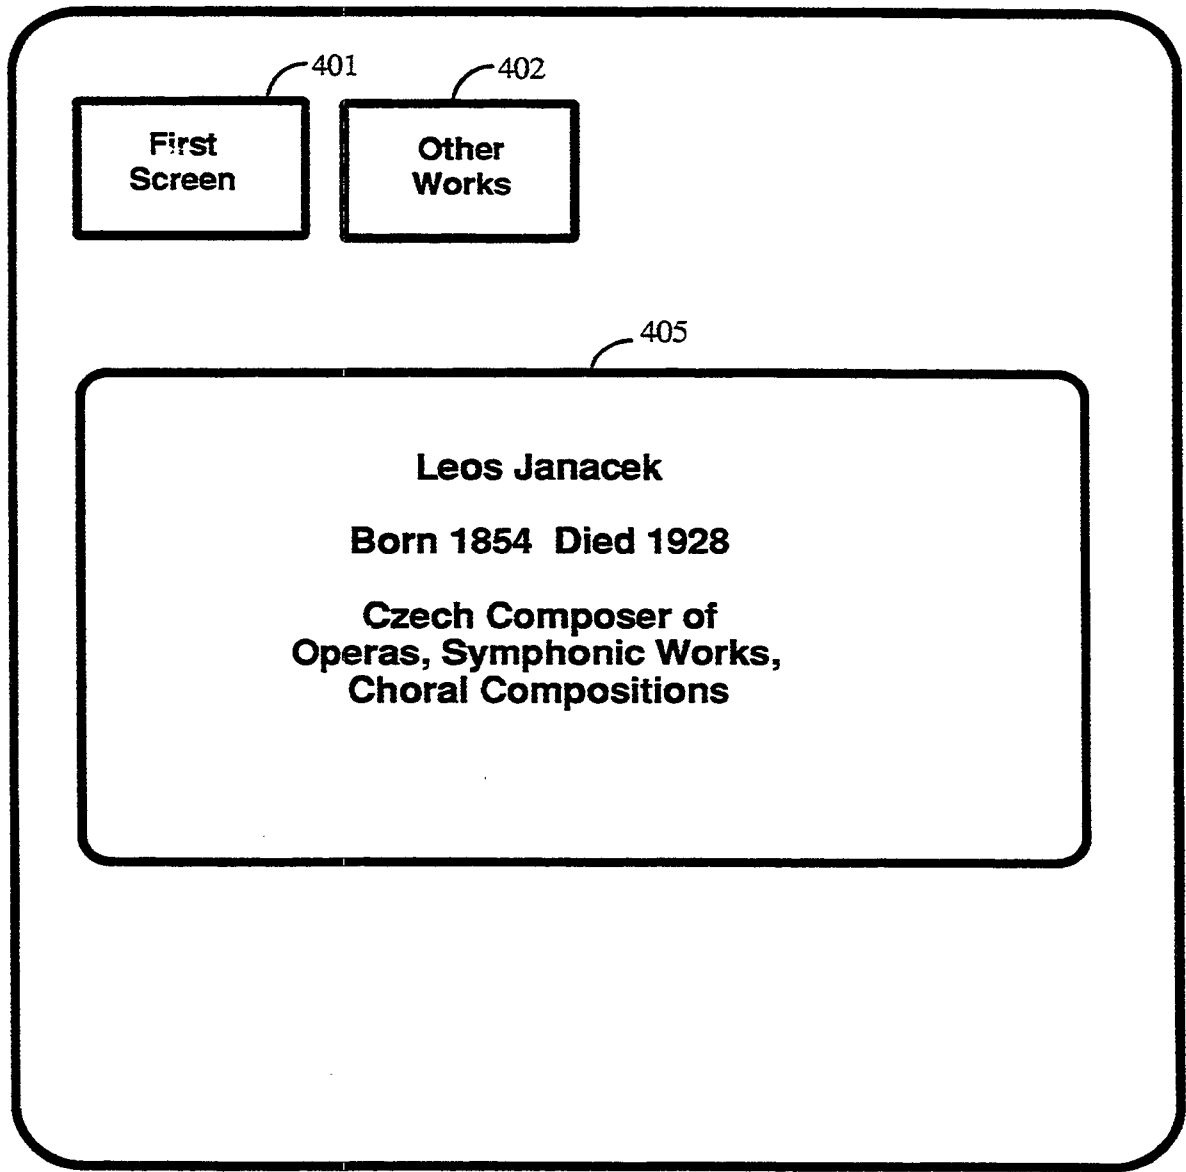 401
402
First
Screen
Other
Works
405
Leos Janacek
Born 1854  Died 1928
Czech Composer of
Operas, Symphonic Works,
Choral Compositions